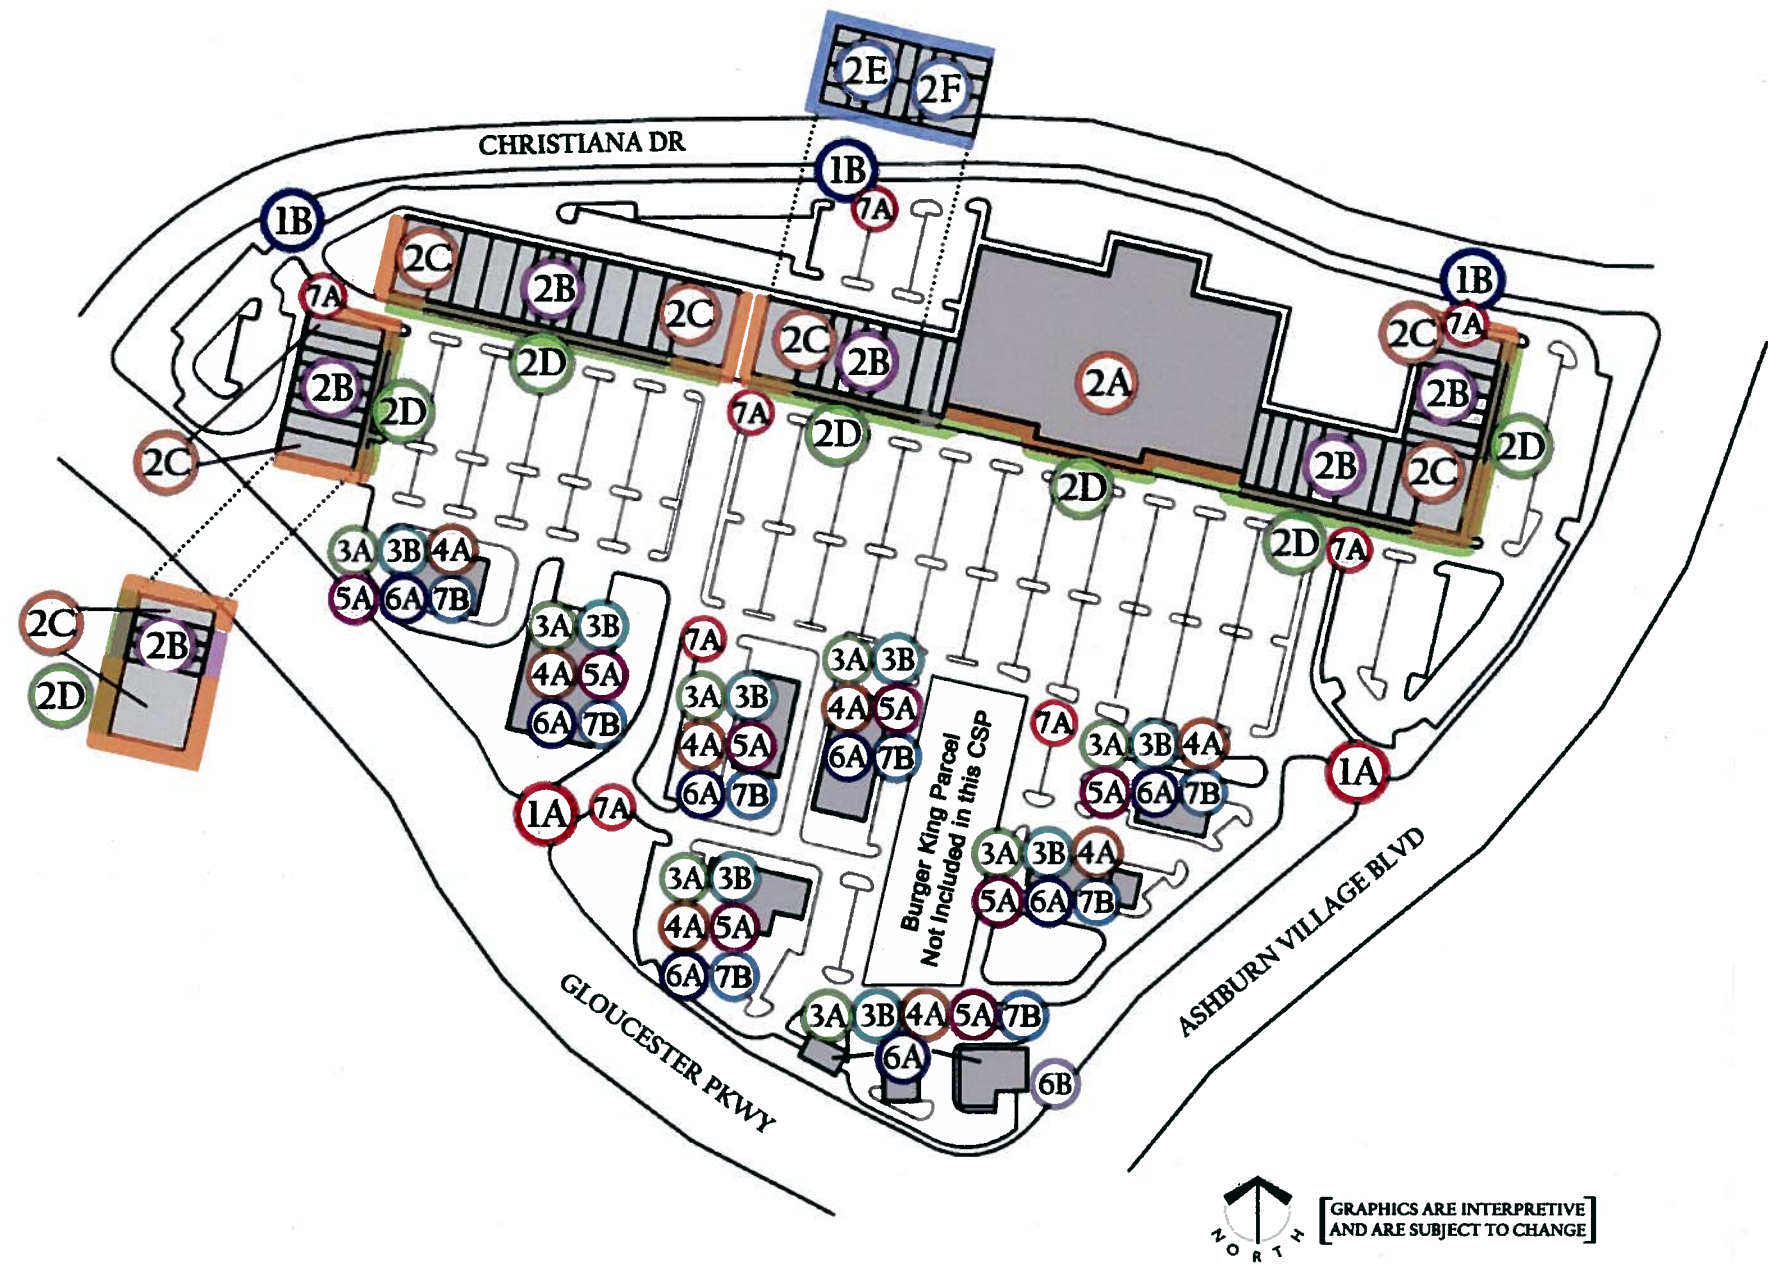 2E 2F
CHRISTIANA DR
1B
7A
1B
1B
7A
2C
2B
2C
2C
2B
2A
7A
2C
2B
2C
2B
2B
2C
2D
2D
2D
2D
2D
2D
7A
7A
2C
2B
2D
3A 3B 4A
5A 6A 7B
3A 3B
4A 5A
6A 7B
7A
3A 3B
4A 5A
6A 7B
3A 3B
4A 5A
6A 7B
Burger King Parcel
Not Included in this CSP
7A
3A 3B 4A
5A 6A 7B
1A
1A 7A
3A 3B 4A
5A 6A 7B
3A 3B
4A 5A
6A 7B
3A 3B 4A 5A 7B
6A
6B
GLOUCESTER PKWY
ASHBURN VILLAGE BLVD
NORTH
[GRAPHICS ARE INTERPRETIVE
AND ARE SUBJECT TO CHANGE]